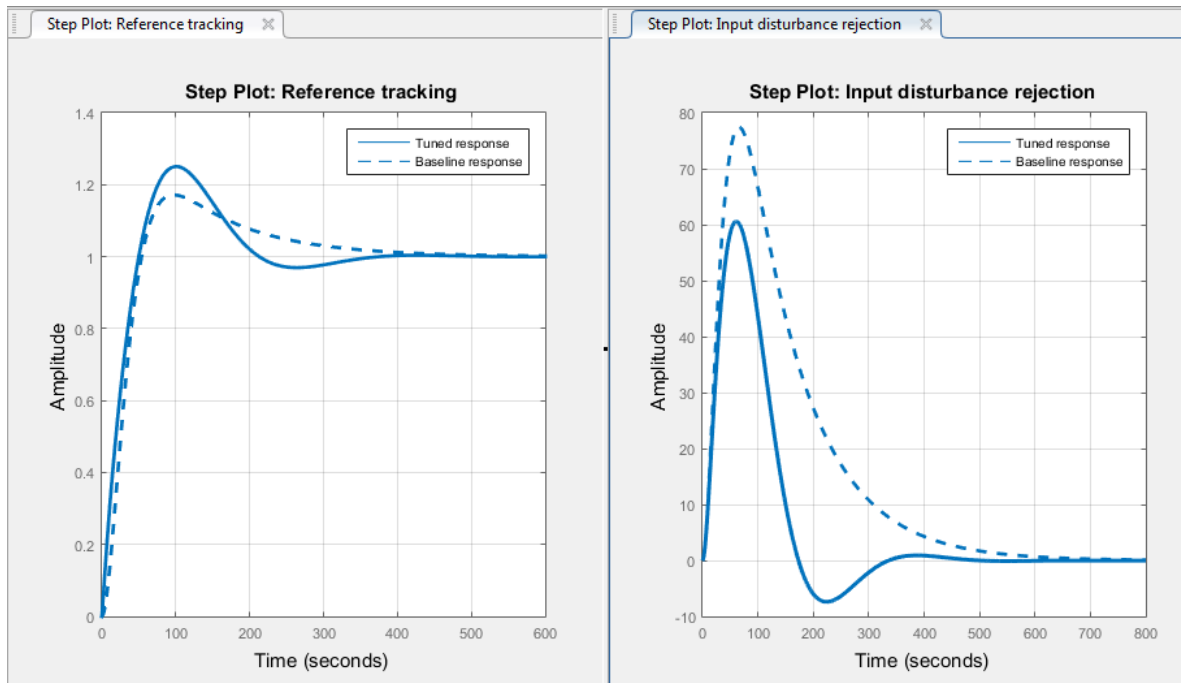 Step Plot: Reference tracking
Step Plot: Input disturbance rejection
Step Plot: Reference tracking
Tuned response
Baseline response
1.4
1.2
1
0.8
0.6
0.4
0.2
0
Amplitude
0 100 200 300 400 500 600
Time (seconds)
Step Plot: Input disturbance rejection
Tuned response
Baseline response
80
70
60
50
40
30
20
10
0
-10
Amplitude
0 100 200 300 400 500 600 700 800
Time (seconds)